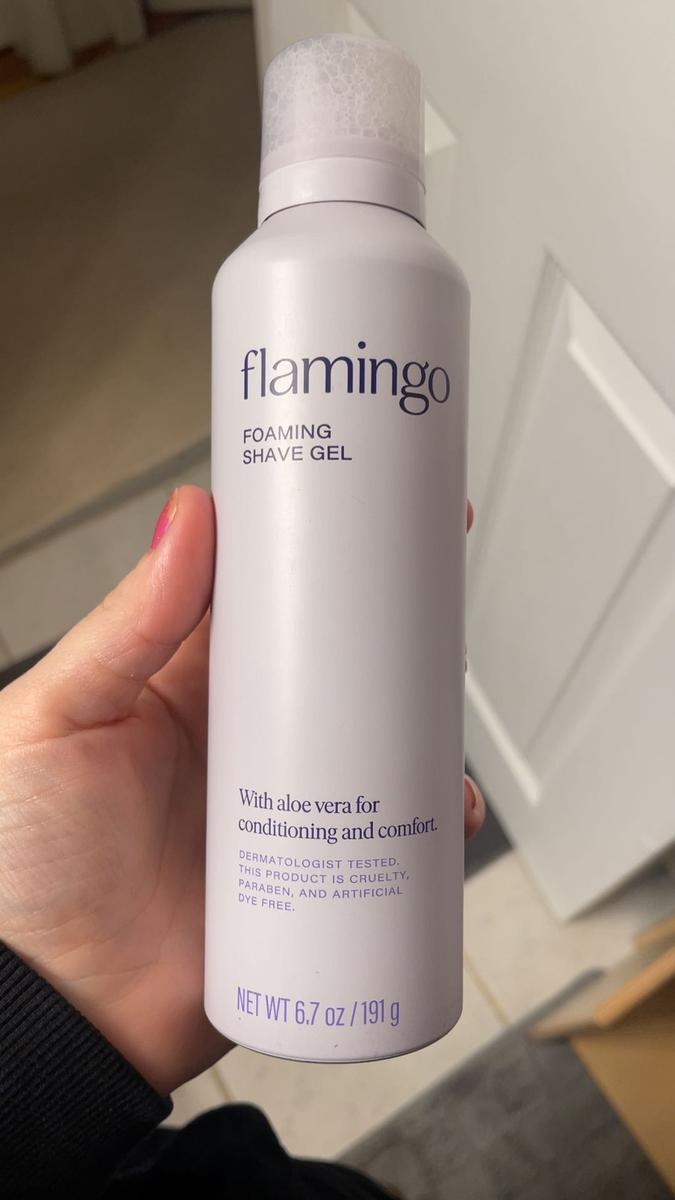 flamingo
FOAMING
SHAVE GEL
With aloe vera for
conditioning and comfort.
DERMATOLOGIST TESTED.
THIS PRODUCT IS CRUELTY,
PARABEN, AND ARTIFICIAL
DYE FREE.
NET WT 6.7 oz / 191 g